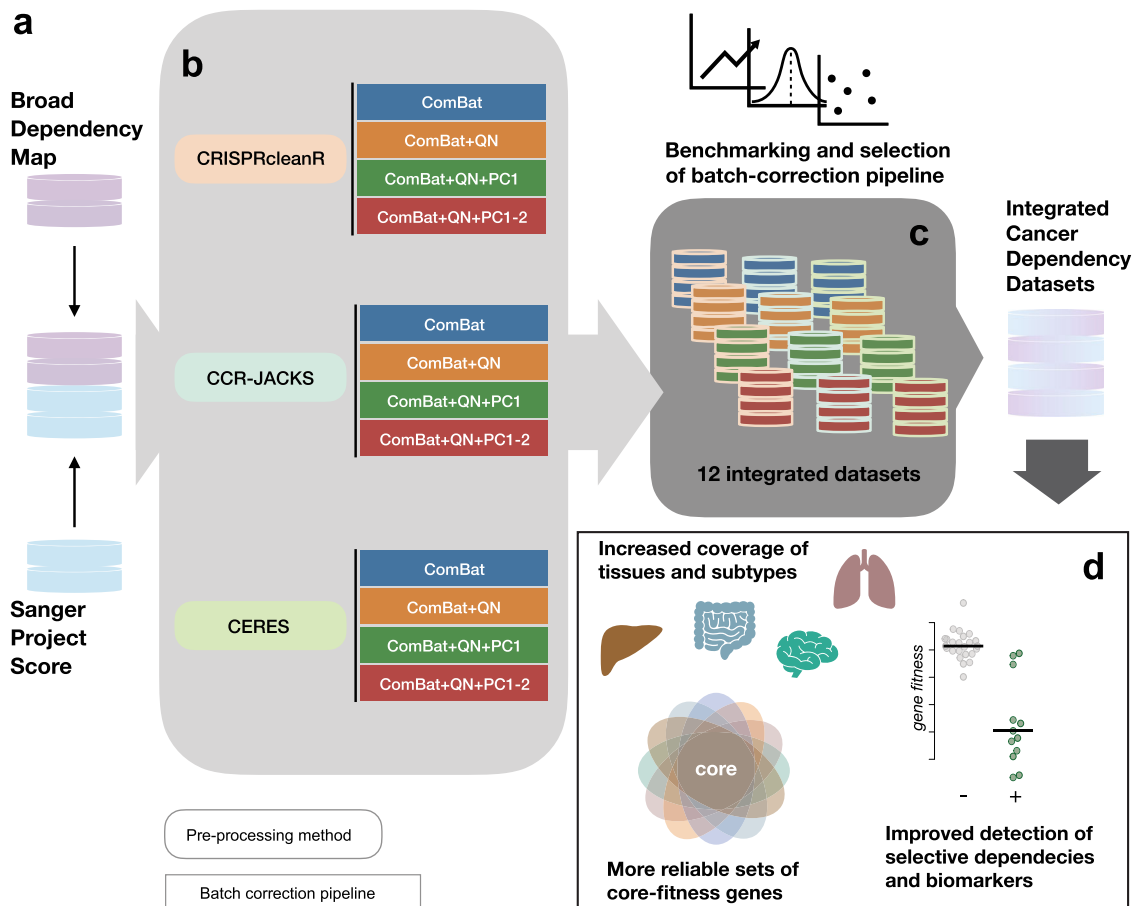 a
Broad
Dependency
Map
Sanger
Project
Score
b
CRISPRcleanR
ComBat
ComBat+QN
ComBat+QN+PC1
ComBat+QN+PC1-2
CCR-JACKS
ComBat
ComBat+QN
ComBat+QN+PC1
ComBat+QN+PC1-2
CERES
ComBat
ComBat+QN
ComBat+QN+PC1
ComBat+QN+PC1-2
Pre-processing method
Batch correction pipeline
Benchmarking and selection
of batch-correction pipeline
c
12 integrated datasets
Integrated
Cancer
Dependency
Datasets
d
Increased coverage of
tissues and subtypes
core
More reliable sets of
core-fitness genes
gene fitness
- +
Improved detection of
selective dependecies
and biomarkers